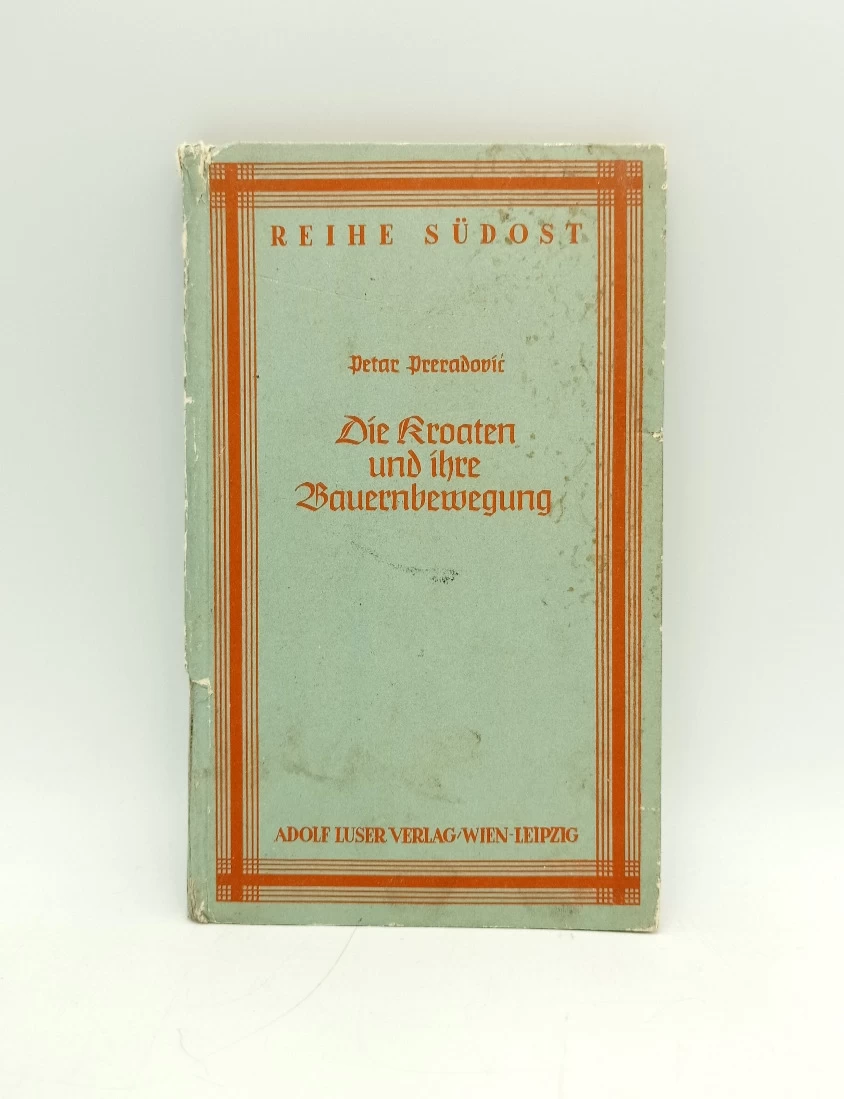 REIHE SÜDOST
Petar Preradović
Die Kroaten
und ihre
Bauernbewegung
ADOLF LUSER VERLAG/WIEN-LEIPZIG